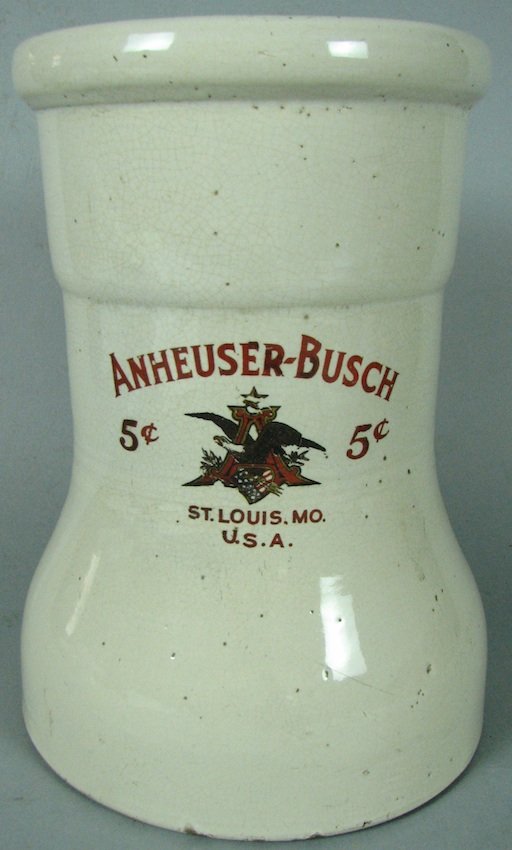 ANHEUSER-BUSCH
5¢ 5¢
ST. LOUIS. MO.
U.S.A.